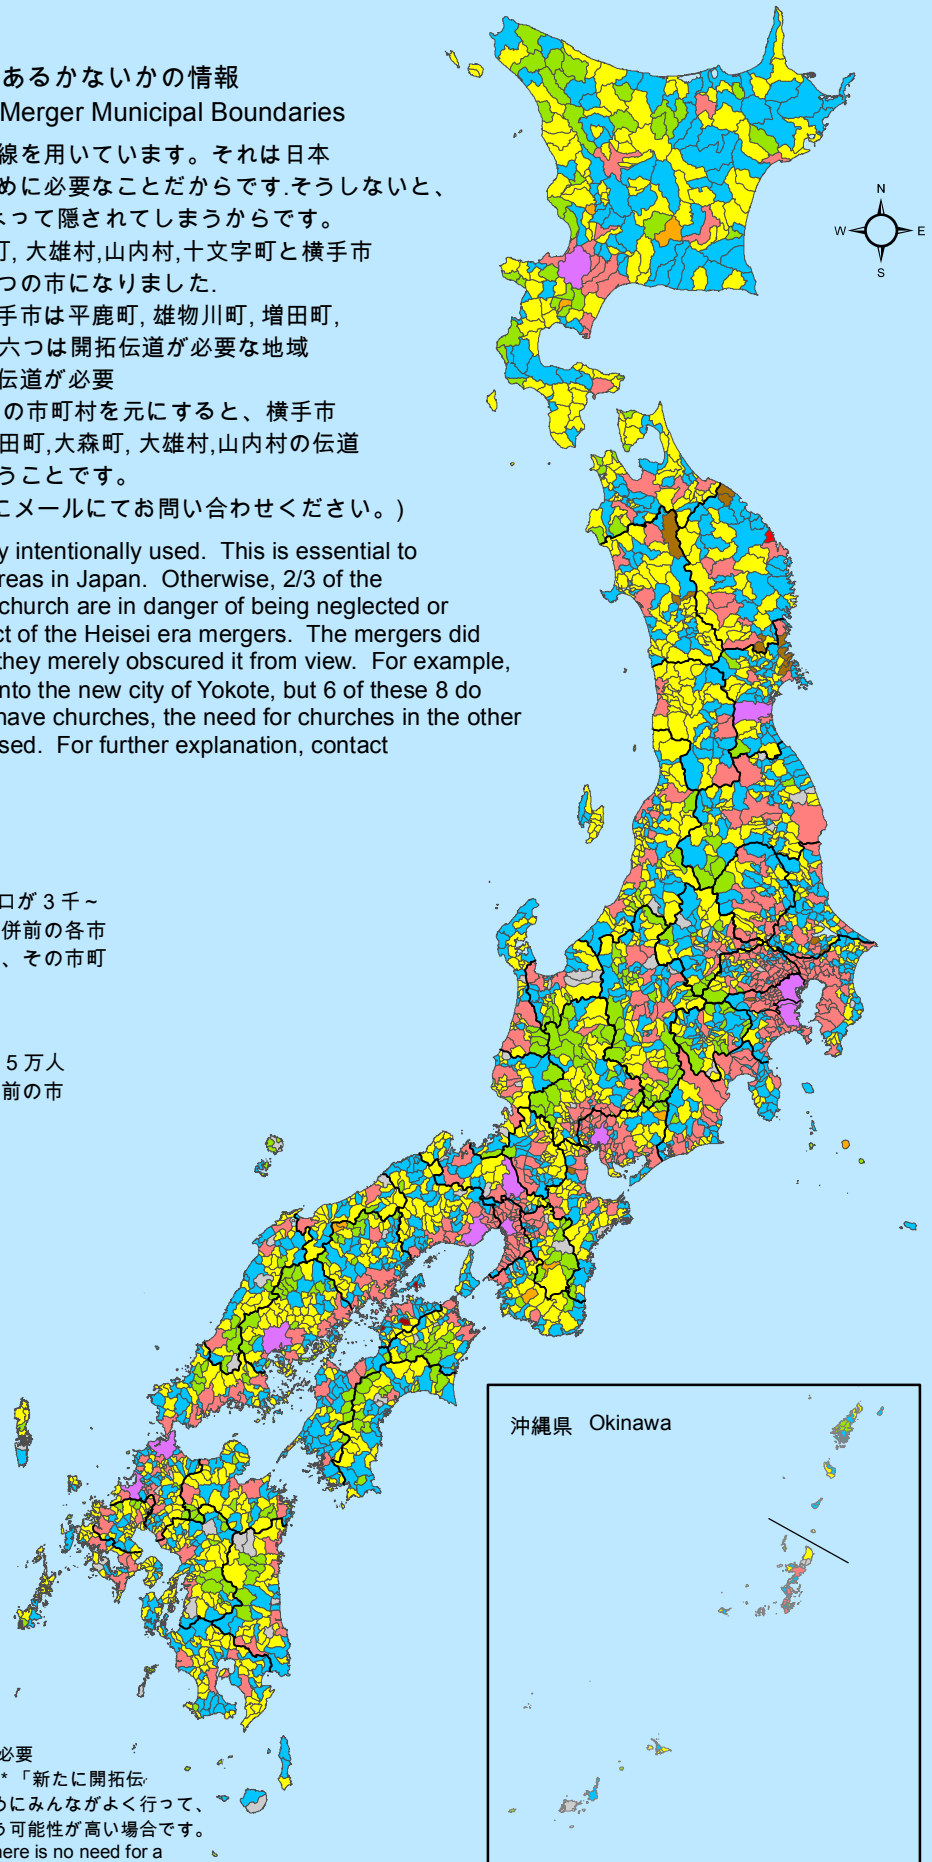 あるかないかの情報
Merger Municipal Boundaries
線を用いています。それは日本
めに必要なことだからです.そうしないと、
よって隠されてしまうからです。
町, 大雄村,山内村,十文字町と横手市
つの市になりました.
手市は平鹿町, 雄物川町, 増田町,
六つは開拓伝道が必要な地域
伝道が必要
の市町村を元にすると、横手市
田町,大森町, 大雄村,山内村の伝道
うことです。
にメールにてお問い合わせください。)
y intentionally used. This is essential to
reas in Japan. Otherwise, 2/3 of the
church are in danger of being neglected or
ct of the Heisei era mergers. The mergers did
they merely obscured it from view. For example,
nto the new city of Yokote, but 6 of these 8 do
have churches, the need for churches in the other
sed. For further explanation, contact
N
W
E
S
口が３千～
併前の各市
、その市町
５万人
前の市
沖縄県 Okinawa
必要
* 「新たに開拓伝
めにみんながよく行って、
う可能性が高い場合です。
here is no need for a